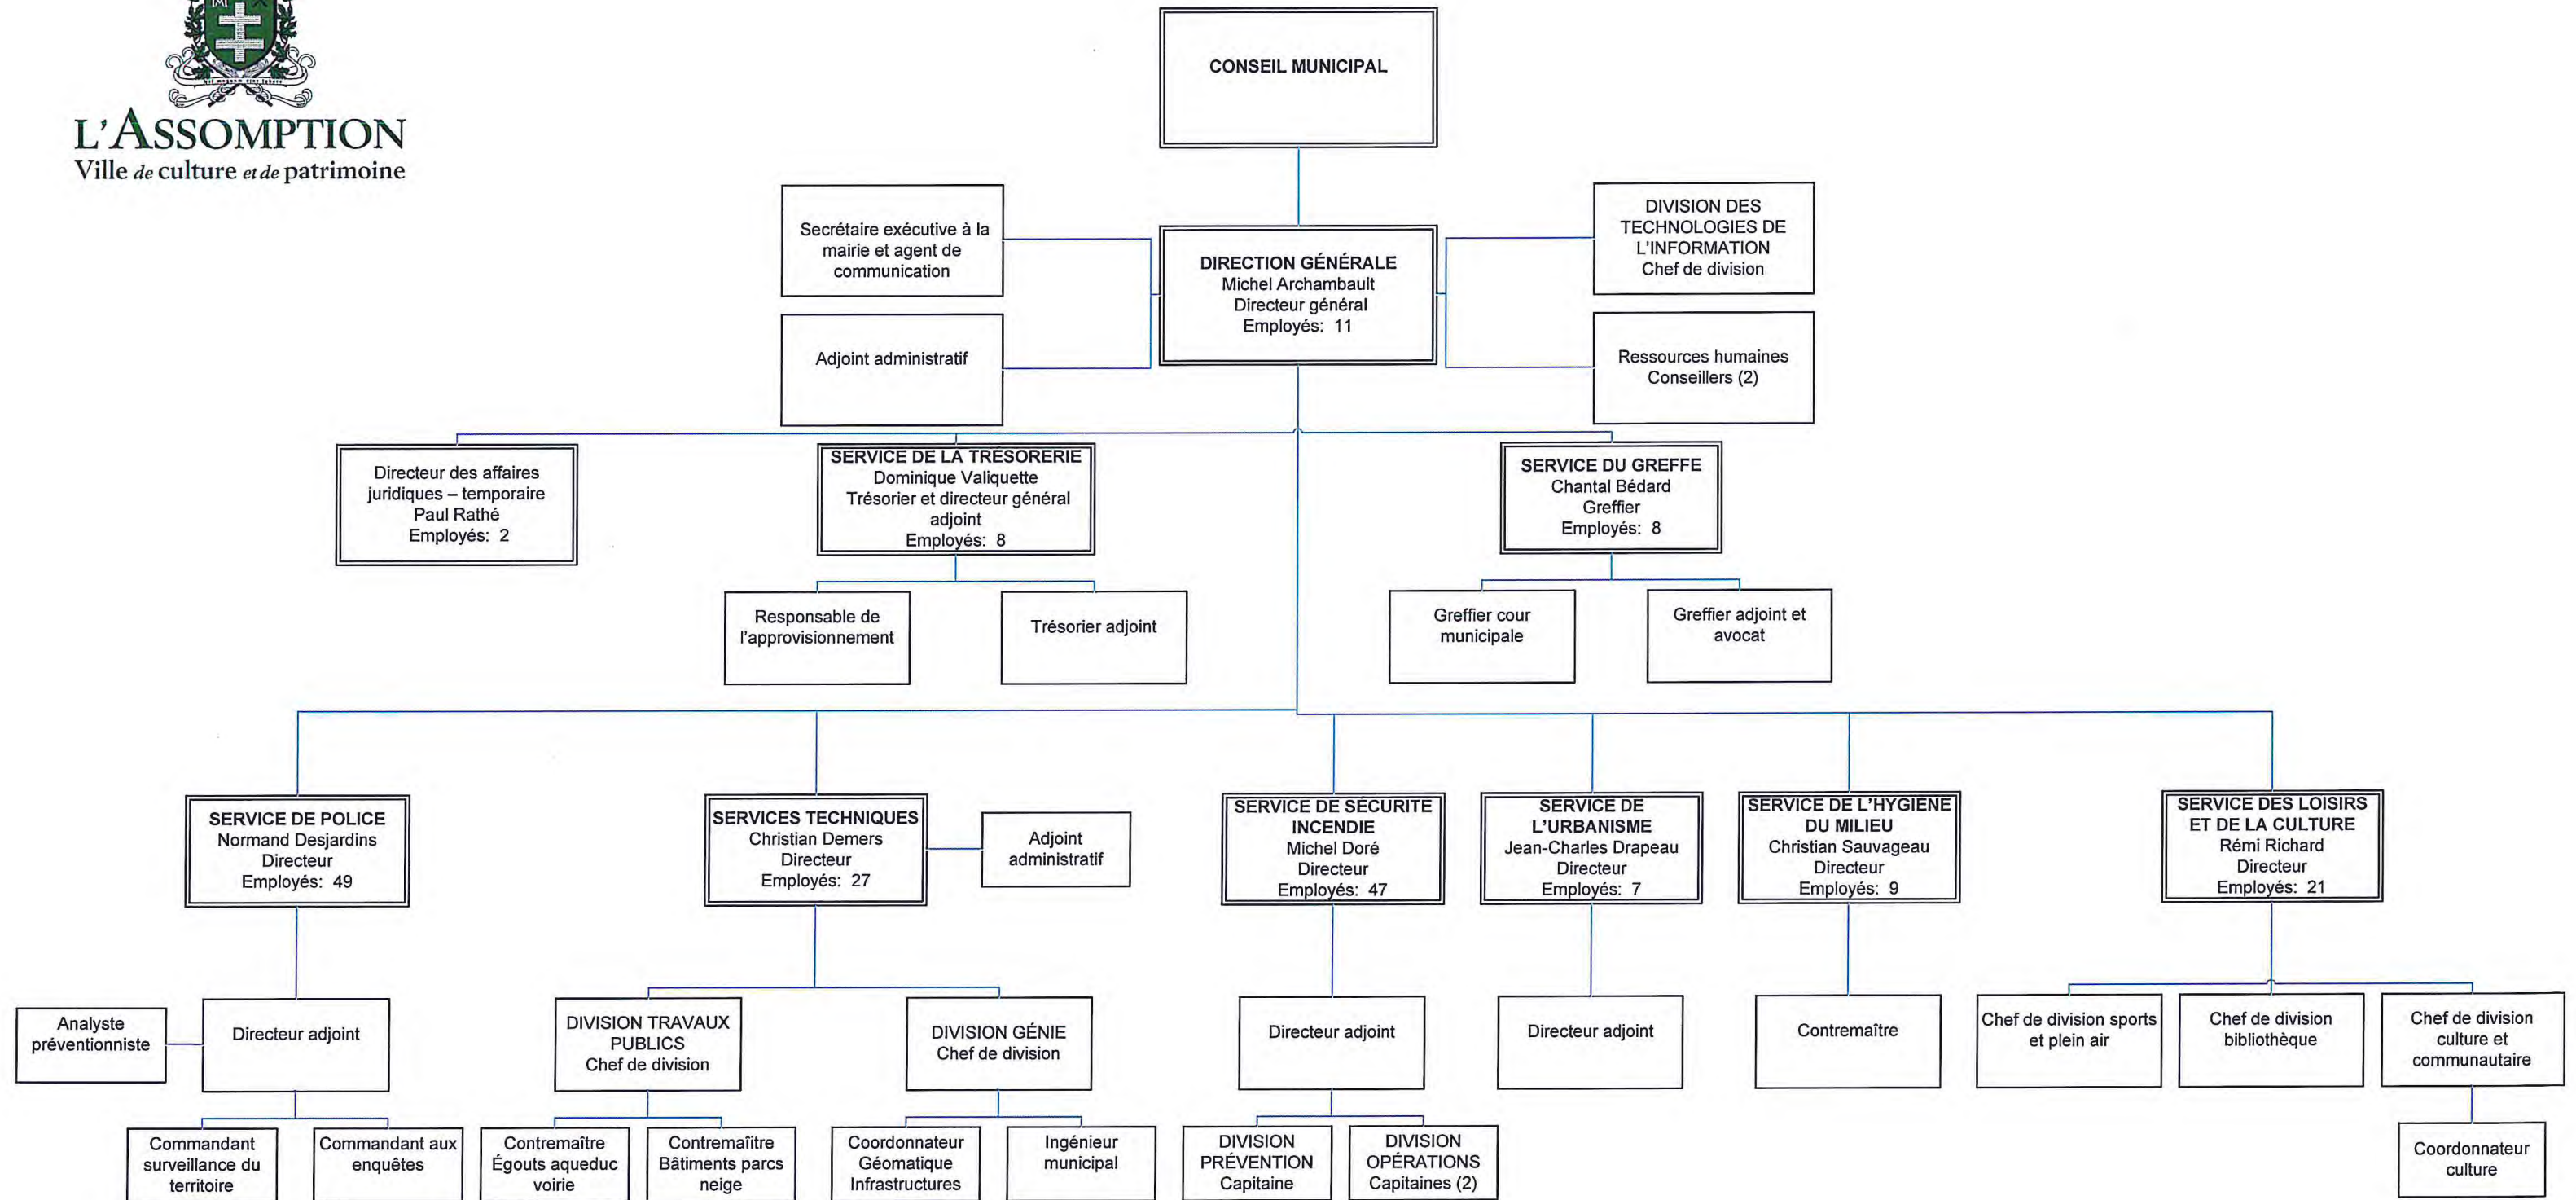 L'ASSOMPTION
Ville de culture et de patrimoine
CONSEIL MUNICIPAL
Secrétaire exécutive à la
mairie et agent de
communication
Adjoint administratif
DIRECTION GÉNÉRALE
Michel Archambault
Directeur général
Employés: 11
DIVISION DES
TECHNOLOGIES DE
L'INFORMATION
Chef de division
Ressources humaines
Conseillers (2)
Directeur des affaires
juridiques – temporaire
Paul Rathé
Employés: 2
SERVICE DE LA TRÉSORERIE
Dominique Valiquette
Trésorier et directeur général
adjoint
Employés: 8
SERVICE DU GREFFE
Chantal Bédard
Greffier
Employés: 8
Responsable de
l'approvisionnement
Trésorier adjoint
Greffier cour
municipale
Greffier adjoint et
avocat
SERVICE DE POLICE
Normand Desjardins
Directeur
Employés: 49
SERVICES TECHNIQUES
Christian Demers
Directeur
Employés: 27
Adjoint
administratif
SERVICE DE SÉCURITÉ
INCENDIE
Michel Doré
Directeur
Employés: 47
SERVICE DE
L'URBANISME
Jean-Charles Drapeau
Directeur
Employés: 7
SERVICE DE L'HYGIÈNE
DU MILIEU
Christian Sauvageau
Directeur
Employés: 9
SERVICE DES LOISIRS
ET DE LA CULTURE
Rémi Richard
Directeur
Employés: 21
Analyste
préventionniste
Directeur adjoint
DIVISION TRAVAUX
PUBLICS
Chef de division
DIVISION GÉNIE
Chef de division
Directeur adjoint
Directeur adjoint
Contremaître
Chef de division sports
et plein air
Chef de division
bibliothèque
Chef de division
culture et
communautaire
Commandant
surveillance du
territoire
Commandant aux
enquêtes
Contremaître
Égouts aqueduc
voirie
Contremaîitre
Bâtiments parcs
neige
Coordonnateur
Géomatique
Infrastructures
Ingénieur
municipal
DIVISION
PRÉVENTION
Capitaine
DIVISION
OPÉRATIONS
Capitaines (2)
Coordonnateur
culture